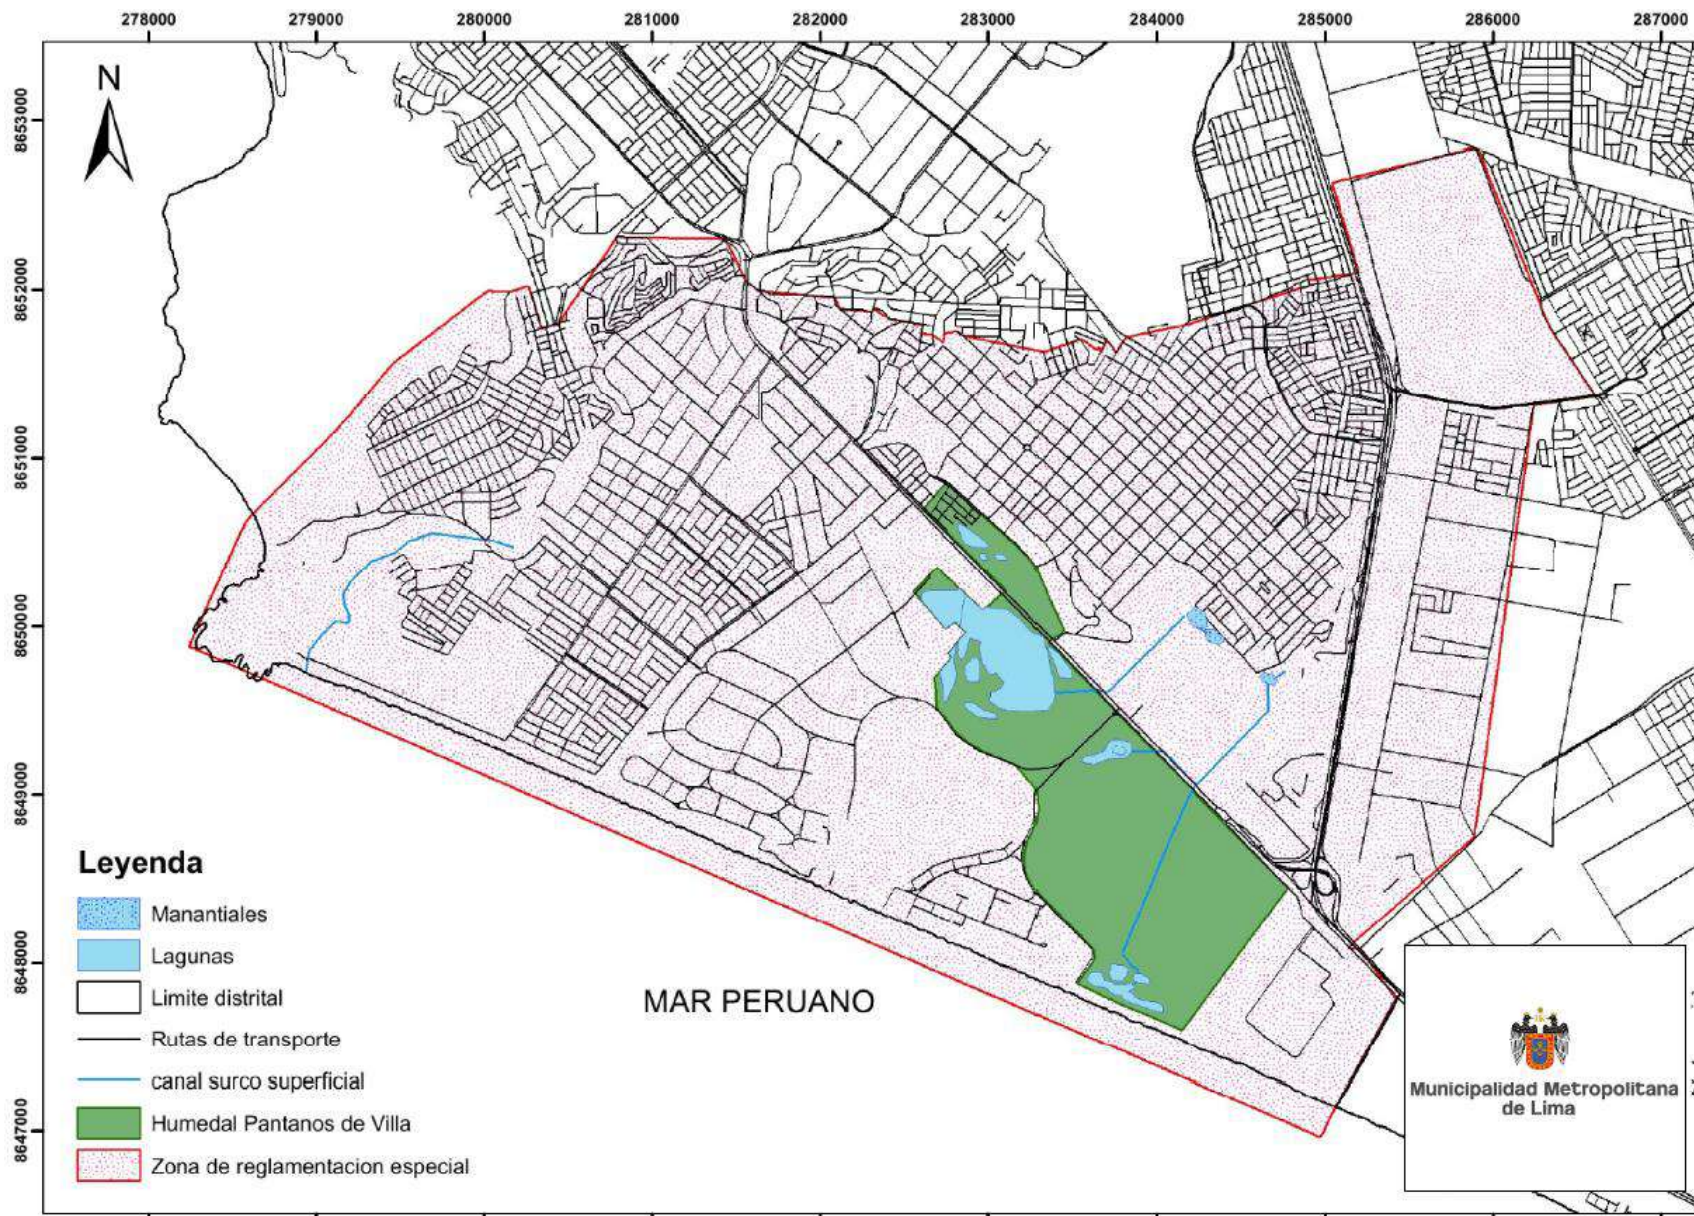 278000 279000 280000 281000 282000 283000 284000 285000 286000 287000
N
8653000
8652000
8651000
8650000
8649000
8648000
8647000
Leyenda
Manantiales
Lagunas
Limite distrital
Rutas de transporte
canal surco superficial
Humedal Pantanos de Villa
Zona de reglamentacion especial
MAR PERUANO
Municipalidad Metropolitana
de Lima